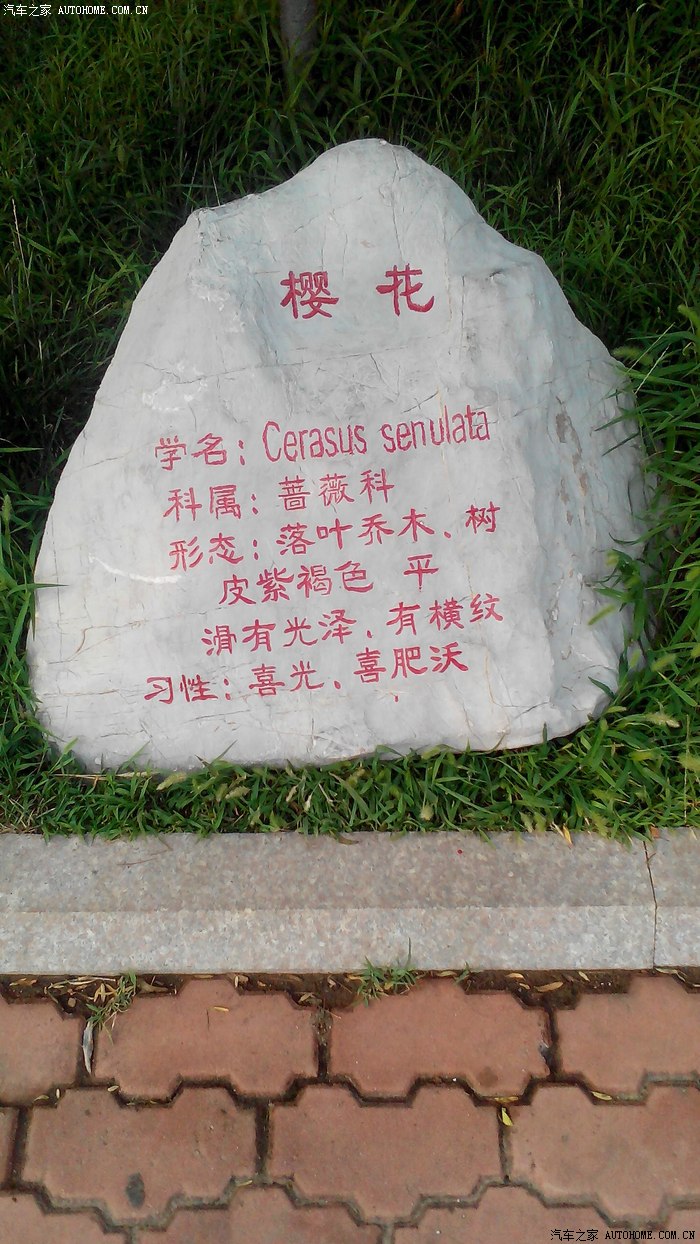 汽车之家 AUTOHOME.COM.CN
樱花
学名：Cerasus senulata
科属：蔷薇科
形态：落叶乔木、树
皮紫褐色 平
滑有光泽、有横纹
习性：喜光、喜肥沃
汽车之家 AUTOHOME.COM.CN